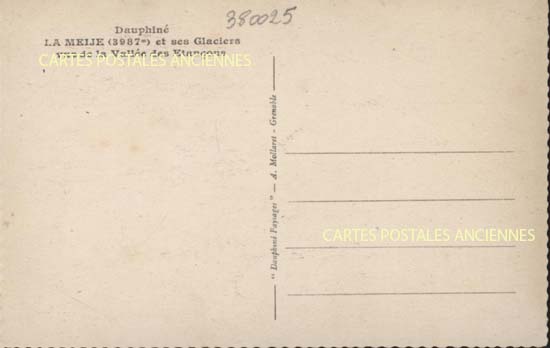 380025
Dauphiné
LA MEIJE (3987m) et ses Glaciers
vus de la Vallée des Etançons
CARTES POSTALES ANCIENNES
"Dauphiné Paysages" - A. Mollaret - Grenoble
CARTES POSTALES ANCIENNES